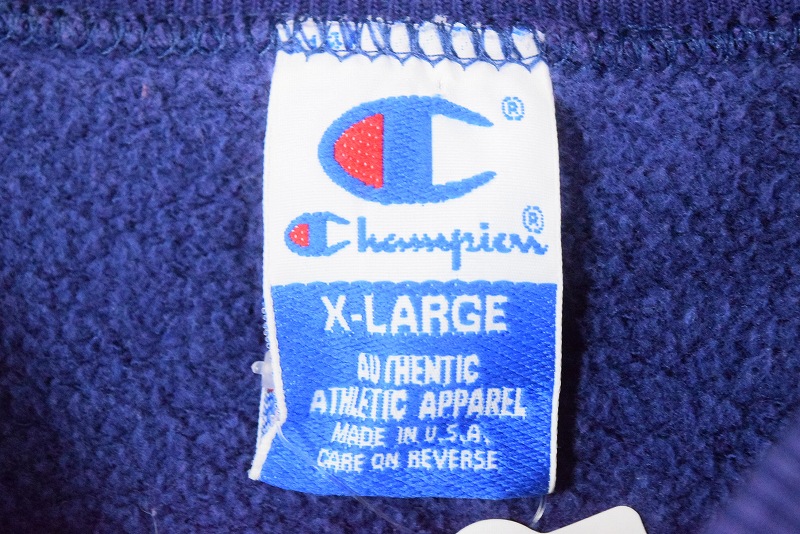 ®
Champion®
X-LARGE
AUTHENTIC
ATHLETIC APPAREL
MADE IN U.S.A.
CARE ON REVERSE